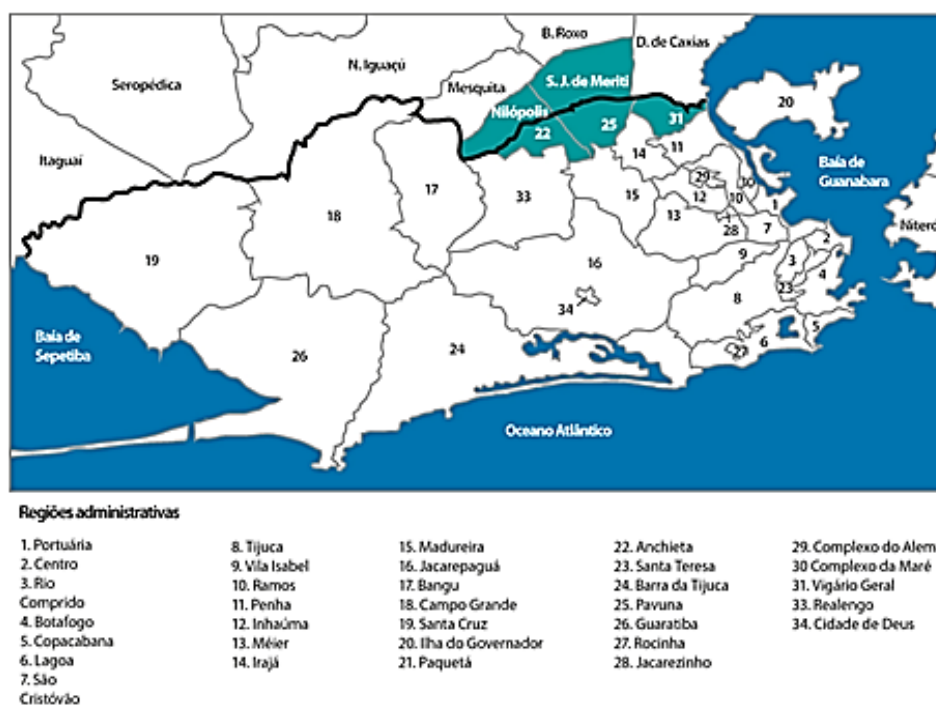 B. Roxo
D. de Caxias
N. Iguaçú
Seropédica
Mesquita
S. J. de Meriti
20
Nilópolis
31
22
25
Itaguaí
14
11
Baía de
Guanabara
29
30
17
33
15
12
10
1
18
13
28
7
Niteró
2
9
3
4
19
16
23
34
8
5
Baía de
Sepetiba
26
24
27
6
Oceano Atlântico
Regiões administrativas
1. Portuária
2. Centro
3. Rio
Comprido
4. Botafogo
5. Copacabana
6. Lagoa
7. São
Cristóvão
8. Tijuca
9. Vila Isabel
10. Ramos
11. Penha
12. Inhaúma
13. Méier
14. Irajá
15. Madureira
16. Jacarepaguá
17. Bangu
18. Campo Grande
19. Santa Cruz
20. Ilha do Governador
21. Paquetá
22. Anchieta
23. Santa Teresa
24. Barra da Tijuca
25. Pavuna
26. Guaratiba
27. Rocinha
28. Jacarezinho
29. Complexo do Alem
30 Complexo da Maré
31. Vigário Geral
33. Realengo
34. Cidade de Deus